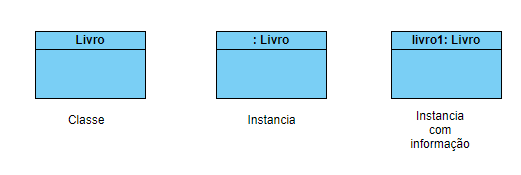 Livro
: Livro
livro1: Livro
Classe
Instancia
Instancia
com
informação